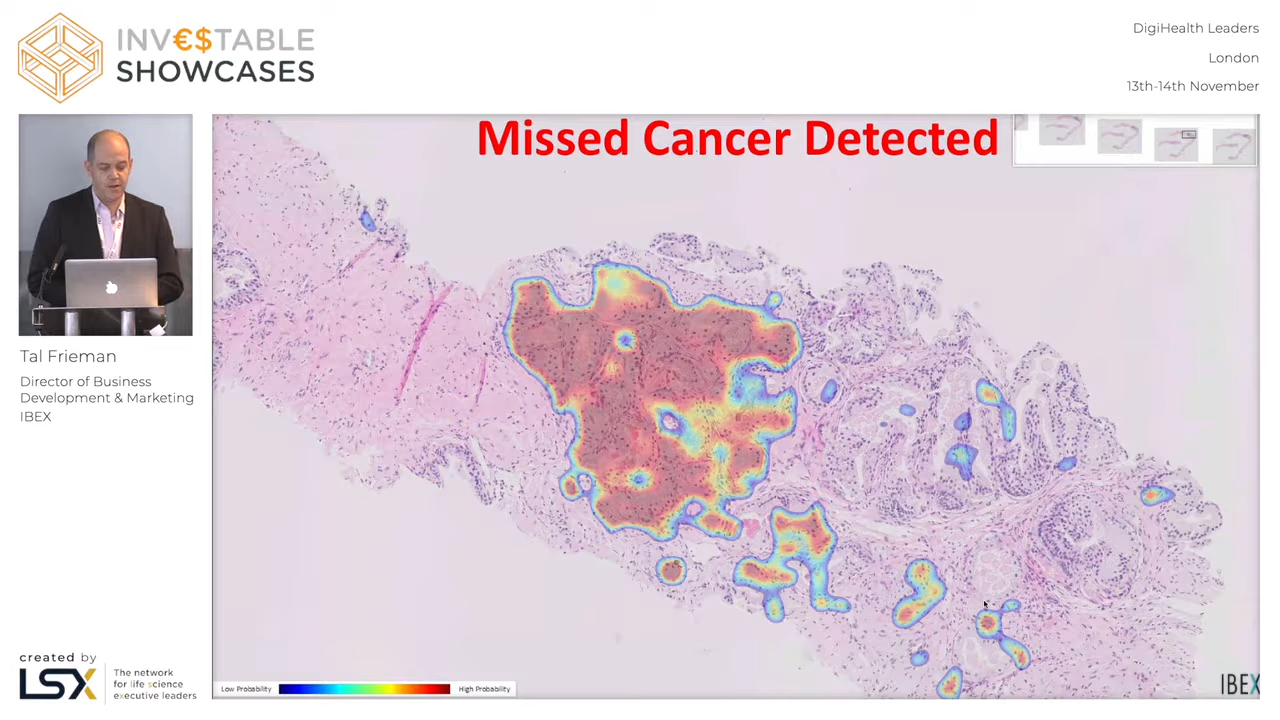 INV€$TABLE
SHOWCASES
DigiHealth Leaders
London
13th-14th November
Missed Cancer Detected
Tal Frieman
Director of Business
Development & Marketing
IBEX
created by
LSX
The network
for life science
executive leaders
Low Probability
High Probability
IBEX